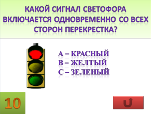 КАКОЙ СИГНАЛ СВЕТОФОРА
ВКЛЮЧАЕТСЯ ОДНОВРЕМЕННО СО ВСЕХ
СТОРОН ПЕРЕКРЕСТКА?
А – КРАСНЫЙ
В – ЖЕЛТЫЙ
С – ЗЕЛЕНЫЙ
10